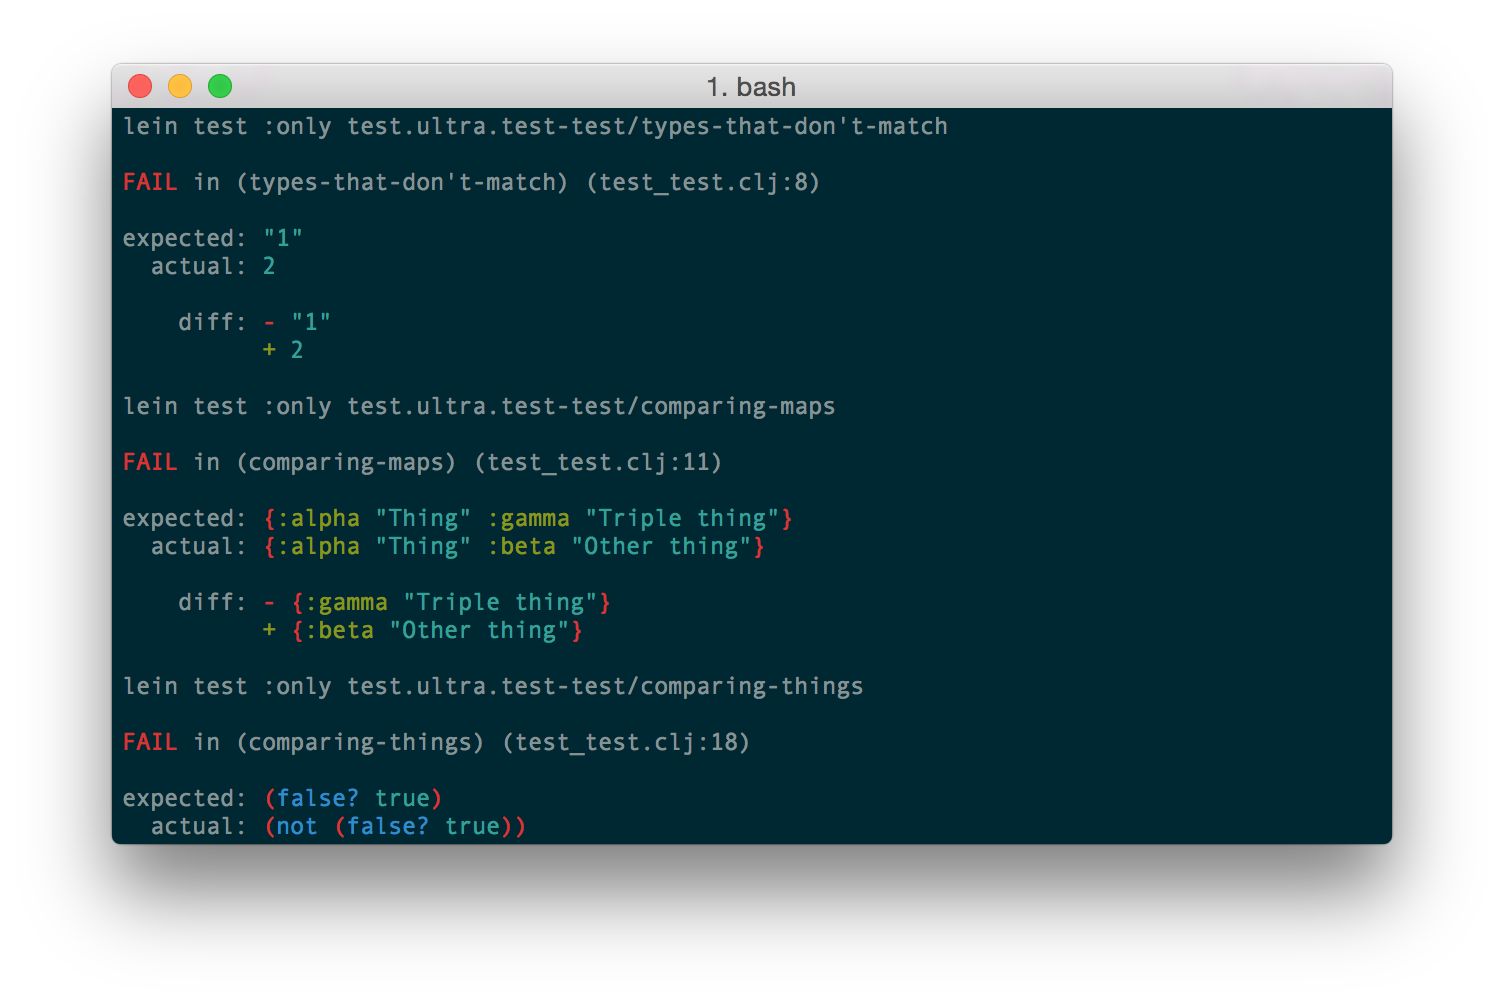 1. bash
lein test :only test.ultra.test-test/types-that-don't-match
FAIL in (types-that-don't-match) (test_test.clj:8)
expected: "1"
actual: 2
diff: - "1"
+ 2
lein test :only test.ultra.test-test/comparing-maps
FAIL in (comparing-maps) (test_test.clj:11)
expected: {:alpha "Thing" :gamma "Triple thing"}
actual: {:alpha "Thing" :beta "Other thing"}
diff: - {:gamma "Triple thing"}
+ {:beta "Other thing"}
lein test :only test.ultra.test-test/comparing-things
FAIL in (comparing-things) (test_test.clj:18)
expected: (false? true)
actual: (not (false? true))